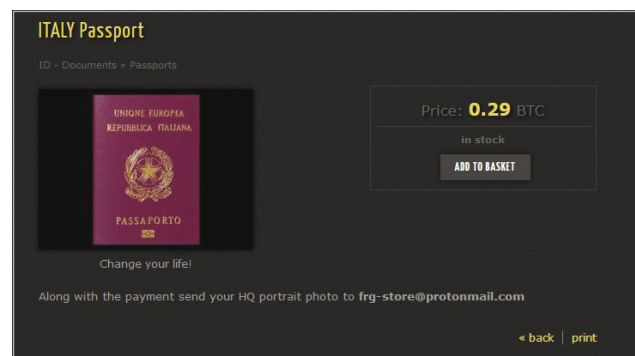 ITALY Passport
ID - Documents » Passports
UNIONE EUROPEA
REPUBBLICA ITALIANA
PASSAPORTO
Price: 0.29 BTC
in stock
ADD TO BASKET
Change your life!
Along with the payment send your HQ portrait photo to frg-store@protonmail.com
« back
print